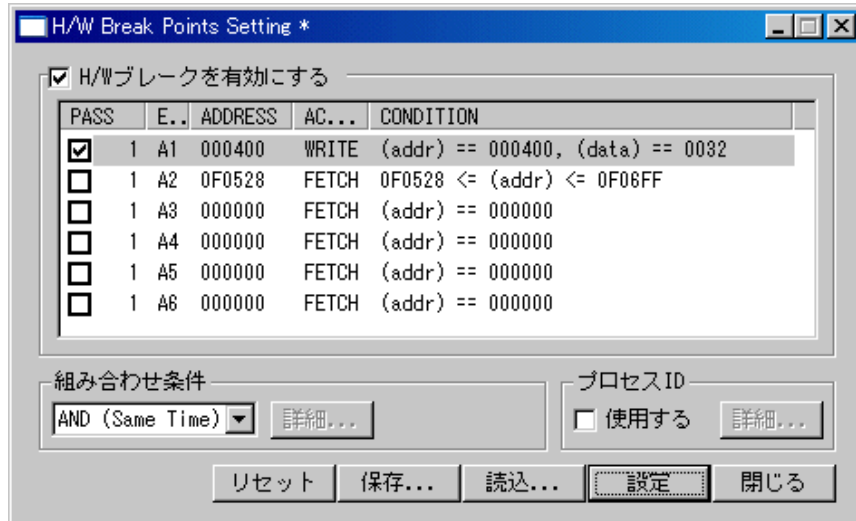 H/W Break Points Setting *
H/Wブレークを有効にする
PASS E.. ADDRESS AC... CONDITION
1 A1 000400 WRITE (addr) == 000400, (data) == 0032
1 A2 0F0528 FETCH 0F0528 <= (addr) <= 0F06FF
1 A3 000000 FETCH (addr) == 000000
1 A4 000000 FETCH (addr) == 000000
1 A5 000000 FETCH (addr) == 000000
1 A6 000000 FETCH (addr) == 000000
組み合わせ条件 プロセスID
AND (Same Time) 詳細... 使用する 詳細...
リセット 保存... 読込... 設定 閉じる